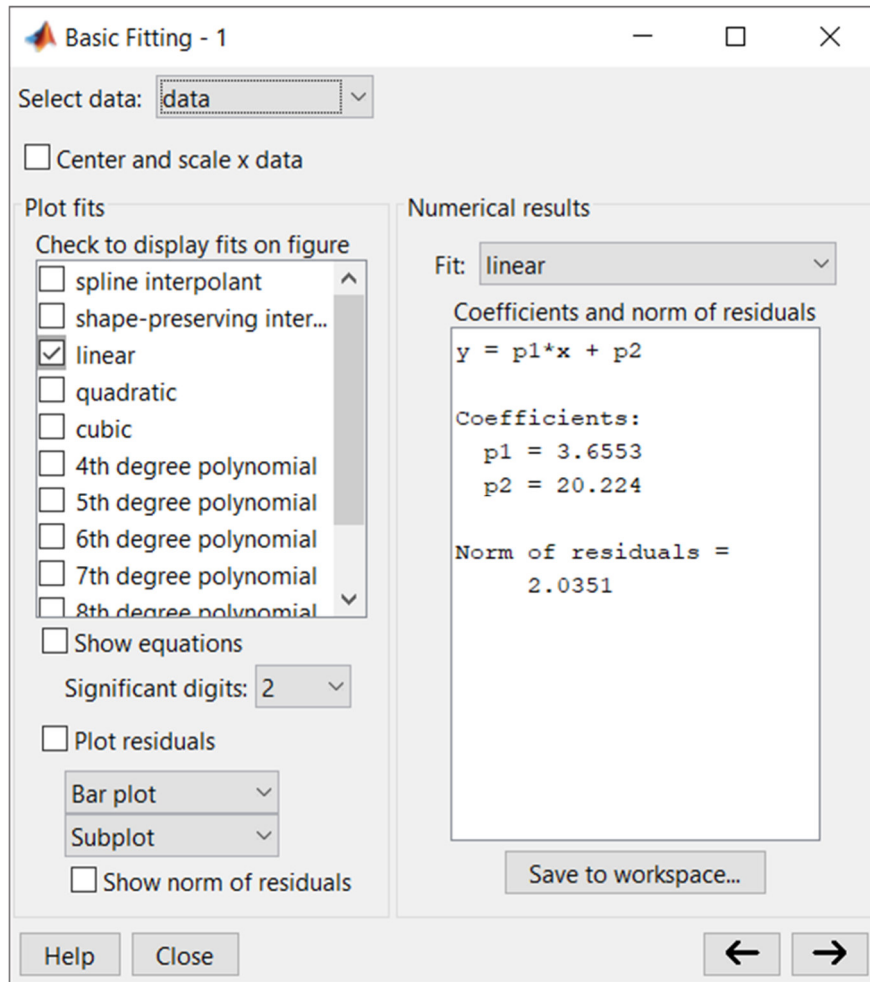 Basic Fitting - 1
Select data: data
Center and scale x data
Plot fits
Check to display fits on figure
spline interpolant
shape-preserving inter...
linear
quadratic
cubic
4th degree polynomial
5th degree polynomial
6th degree polynomial
7th degree polynomial
8th degree polynomial
Show equations
Significant digits: 2
Plot residuals
Bar plot
Subplot
Show norm of residuals
Numerical results
Fit: linear
Coefficients and norm of residuals
y = p1*x + p2
Coefficients:
p1 = 3.6553
p2 = 20.224
Norm of residuals =
2.0351
Save to workspace...
Help
Close